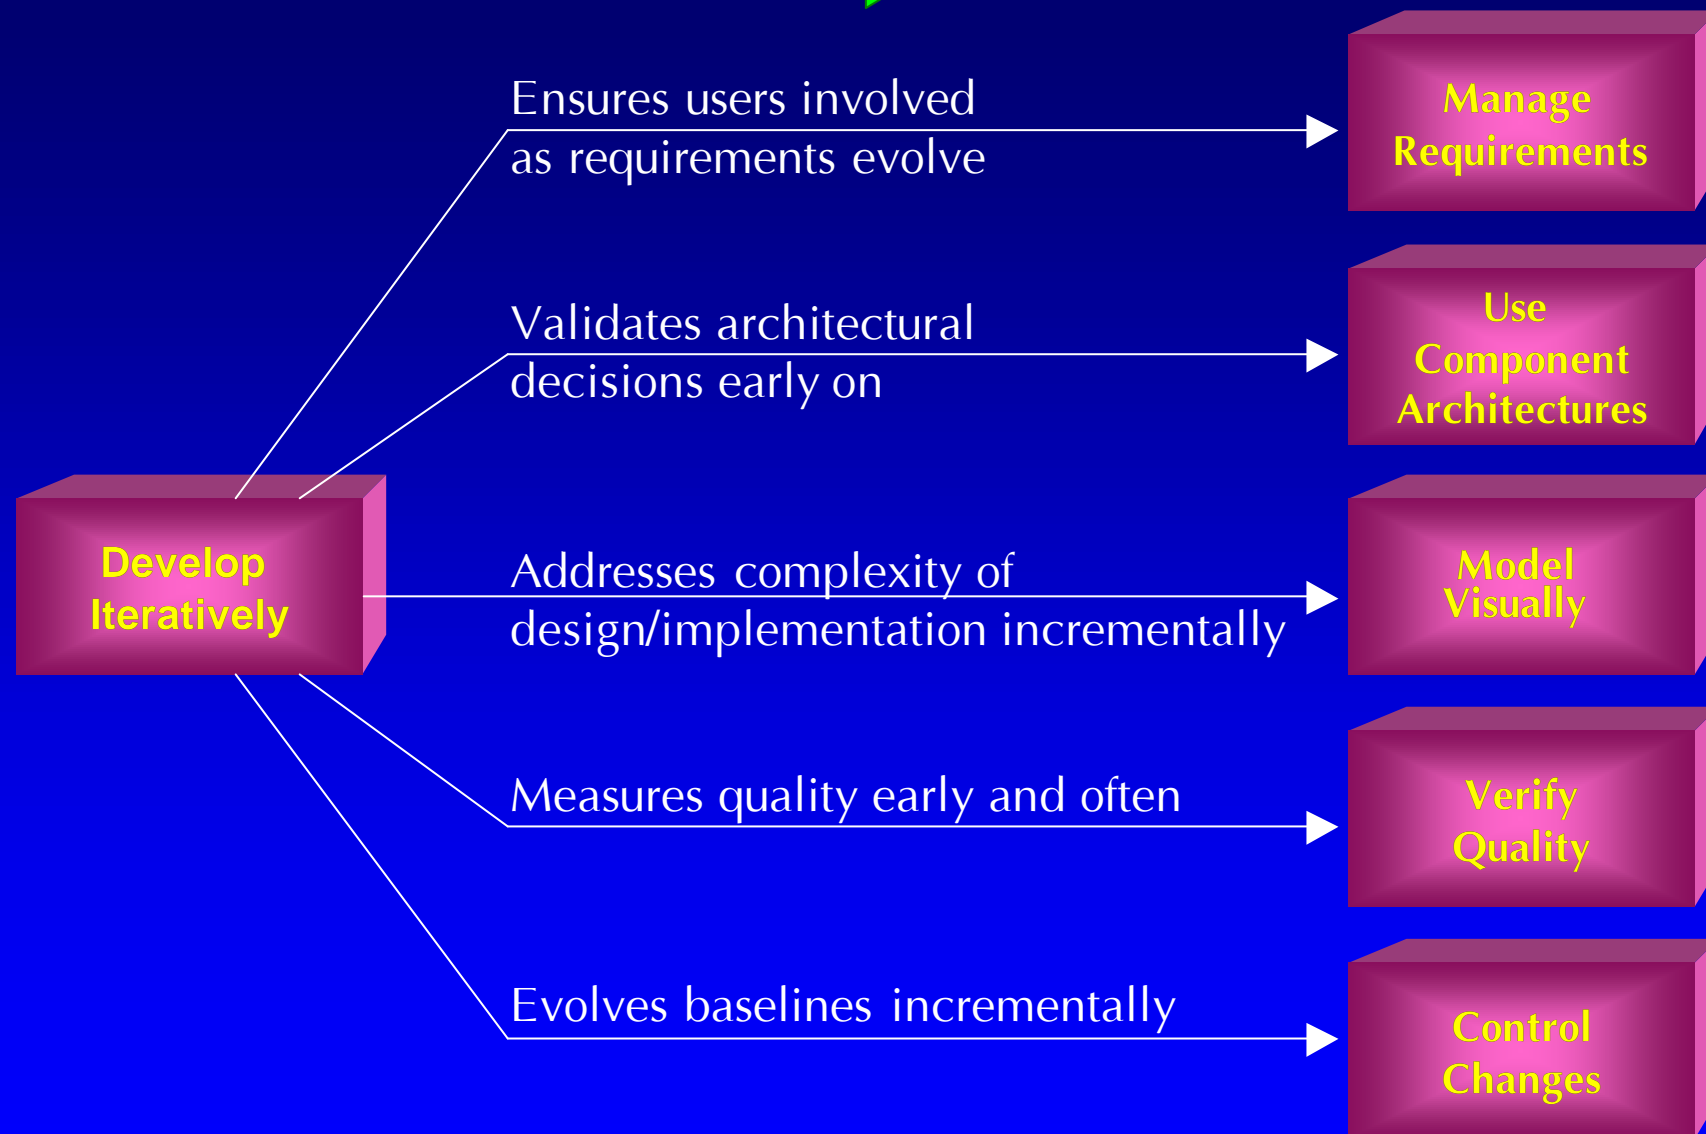 Ensures users involved
as requirements evolve
Manage
Requirements
Validates architectural
decisions early on
Use
Component
Architectures
Develop
Iteratively
Addresses complexity of
design/implementation incrementally
Model
Visually
Measures quality early and often
Verify
Quality
Evolves baselines incrementally
Control
Changes